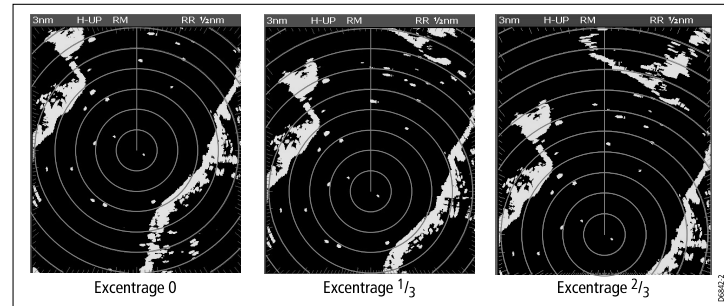 3nm H-UP RM RR ½nm
3nm H-UP RM RR ½nm
3nm H-UP RM RR ½nm
Excentrage 0
Excentrage 1/3
Excentrage 2/3
D6842-2